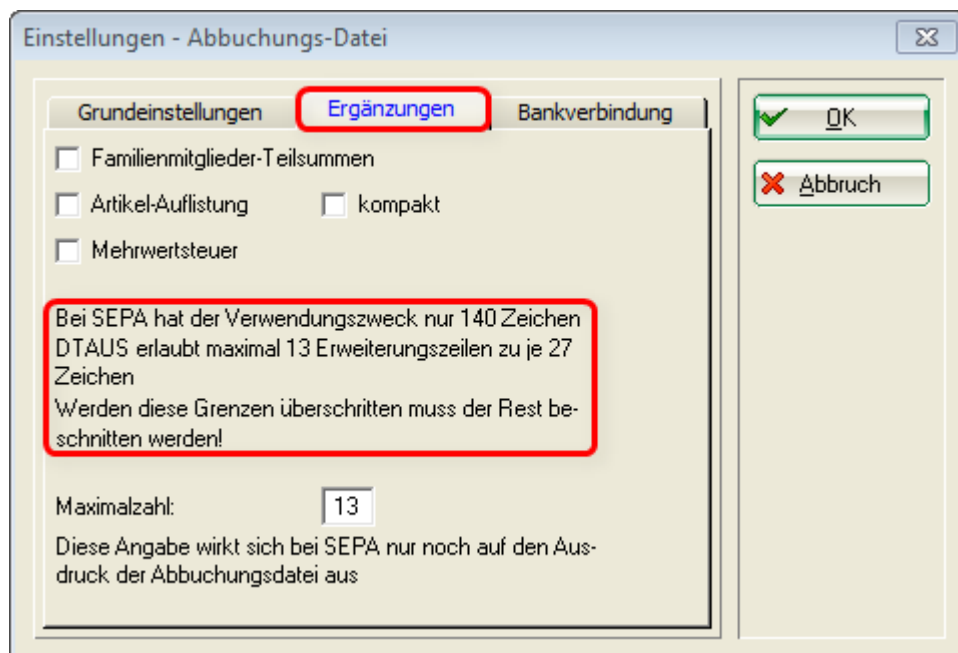 Einstellungen - Abbuchungs-Datei
Grundeinstellungen Ergänzungen Bankverbindung
OK
Abbruch
Familienmitglieder-Teilsummen
Artikel-Auflistung kompakt
Mehrwertsteuer
Bei SEPA hat der Verwendungszweck nur 140 Zeichen
DTAUS erlaubt maximal 13 Erweiterungszeilen zu je 27
Zeichen
Werden diese Grenzen überschritten muss der Rest be-
schnitten werden!
Maximalzahl: 13
Diese Angabe wirkt sich bei SEPA nur noch auf den Aus-
druck der Abbuchungsdatei aus